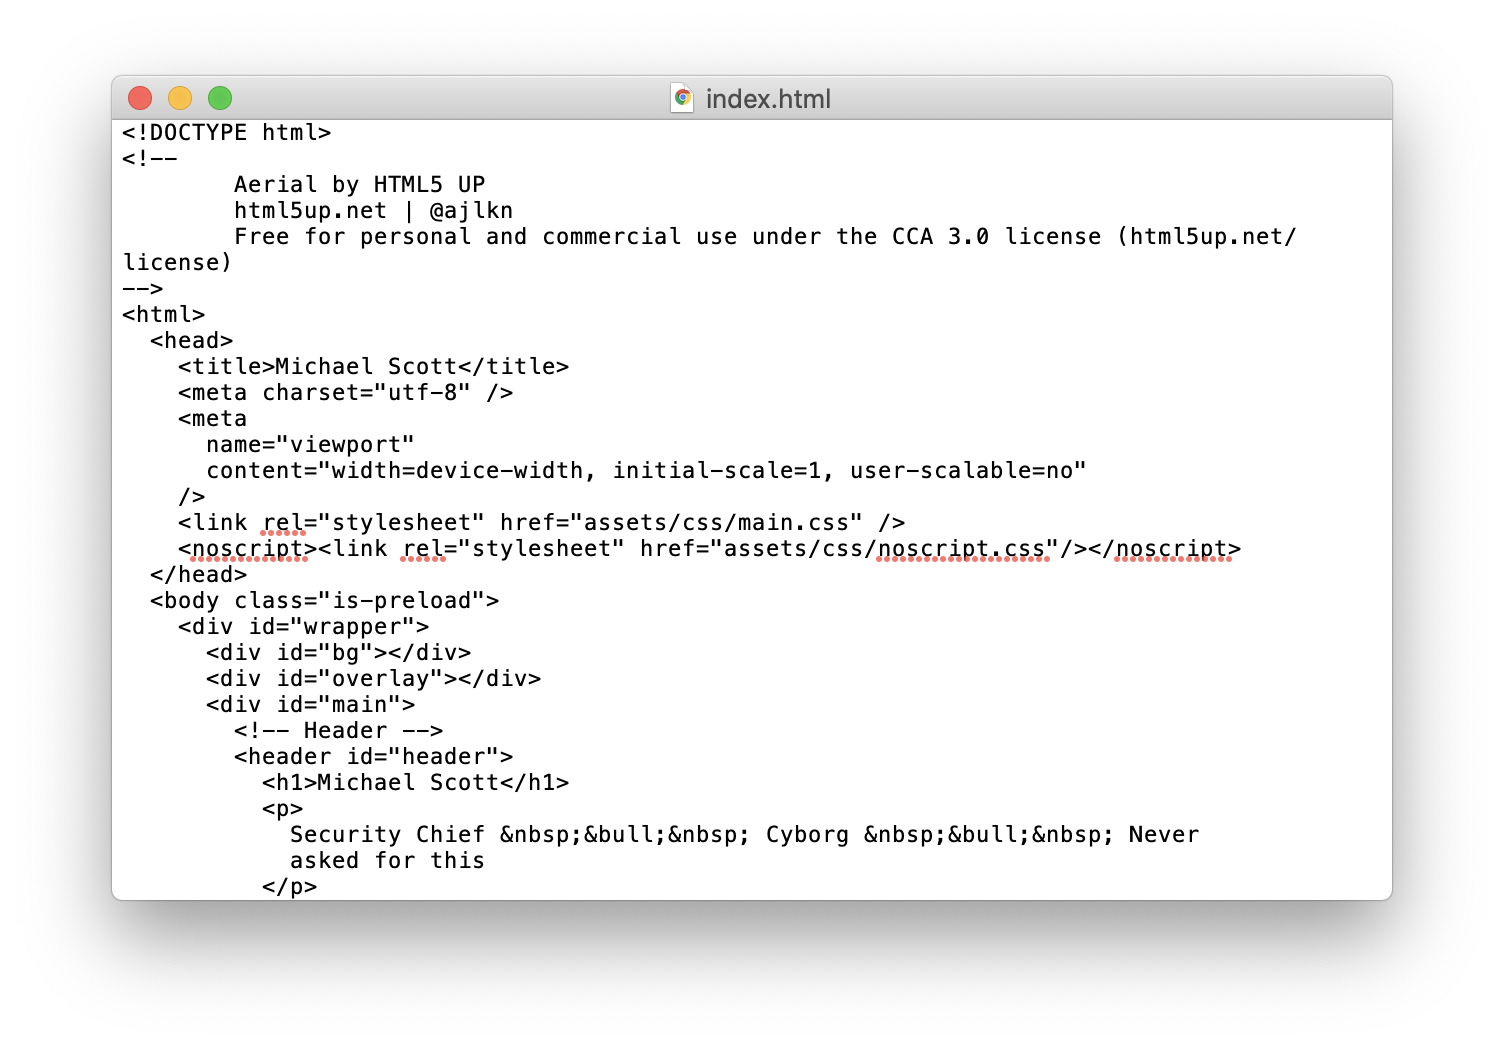 index.html
<!DOCTYPE html>
<!--
        Aerial by HTML5 UP
        html5up.net | @ajlkn
        Free for personal and commercial use under the CCA 3.0 license (html5up.net/
license)
-->
<html>
  <head>
    <title>Michael Scott</title>
    <meta charset="utf-8" />
    <meta
      name="viewport"
      content="width=device-width, initial-scale=1, user-scalable=no"
    />
    <link rel="stylesheet" href="assets/css/main.css" />
    <noscript><link rel="stylesheet" href="assets/css/noscript.css"/></noscript>
  </head>
  <body class="is-preload">
    <div id="wrapper">
      <div id="bg"></div>
      <div id="overlay"></div>
      <div id="main">
        <!-- Header -->
        <header id="header">
          <h1>Michael Scott</h1>
          <p>
            Security Chief &nbsp;&bull;&nbsp; Cyborg &nbsp;&bull;&nbsp; Never
            asked for this
          </p>